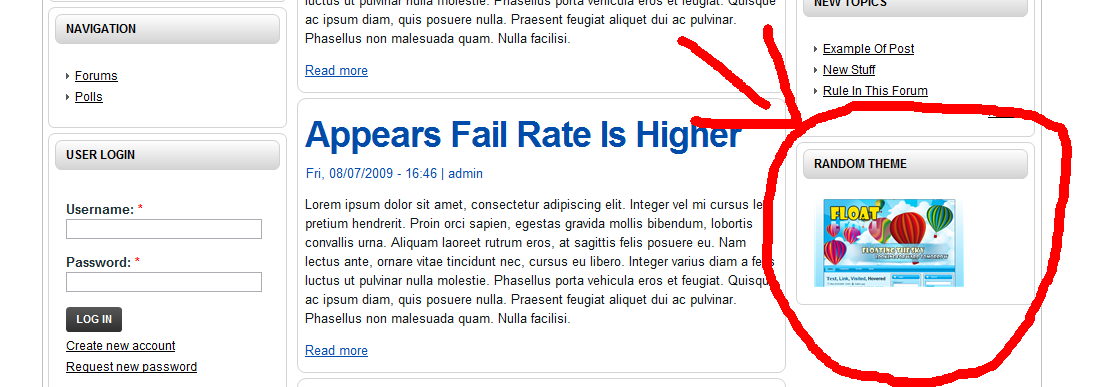 NAVIGATION
Forums
Polls
USER LOGIN
Username: *
Password: *
LOG IN
Create new account
Request new password
luctus ut purus pulvinar nulla molestie. Phasellus porta vehicula eros et feugiat. Quisque
ac ipsum diam, quis posuere nulla. Praesent feugiat aliquet dui ac pulvinar.
Phasellus non malesuada quam. Nulla facilisi.
Read more
Appears Fail Rate Is Higher
Fri, 08/07/2009 - 16:46 | admin
Lorem ipsum dolor sit amet, consectetur adipiscing elit. Integer vel mi cursus le
pretium hendrerit. Proin orci sapien, egestas gravida mollis bibendum, lobortis
convallis urna. Aliquam laoreet rutrum eros, at sagittis felis posuere eu. Nam
lectus ante, ornare vitae tincidunt nec, cursus eu libero. Integer varius diam a felis
luctus ut purus pulvinar nulla molestie. Phasellus porta vehicula eros et feugiat. Quisque
ac ipsum diam, quis posuere nulla. Praesent feugiat aliquet dui ac pulvinar.
Phasellus non malesuada quam. Nulla facilisi.
Read more
NEW TOPICS
Example Of Post
New Stuff
Rule In This Forum
RANDOM THEME
FLOAT
FLOATING THE SKY
Text, Link, Visited, Hovered